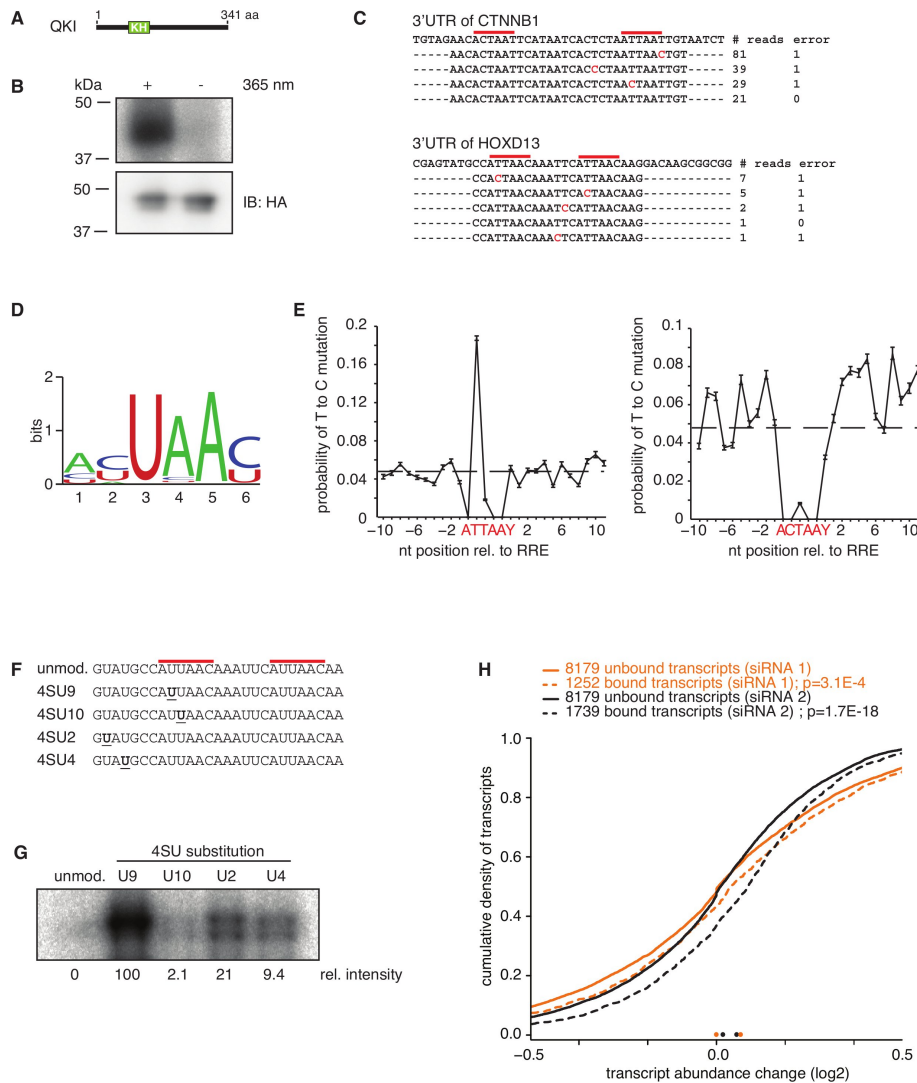 A
1
341 aa
QKI
KH
B
kDa
+
-
365 nm
50
37
50
IB: HA
37
C
3'UTR of CTNNB1
TGTAGAACACTAATTCATAATCACTCTAATTAATTGTAATCT # reads error
-----AACACTAATTCATAATCACTCTAATTAACTGT----- 81 1
-----AACACTAATTCATAATCACCCTAATTAATTGT----- 39 1
-----AACACTAATTCATAATCACTCTAACTAATTGT----- 29 1
-----AACACTAATTCATAATCACTCTAATTAATTGT----- 21 0
3'UTR of HOXD13
CGAGTATGCCATTAACAAATTCATTAACAAGGACAAGCGGCGG # reads error
--------CCACTAACAAATTCATTAACAAG----------- 7 1
--------CCATTAACAAATTCACTAACAAG----------- 5 1
--------CCATTAACAAATCCATTAACAAG----------- 2 1
--------CCATTAACAAATTCATTAACAAG----------- 1 0
--------CCATTAACAAACTCATTAACAAG----------- 1 1
D
2
bits
1
0
A C U
C U A
U
A
A
C U
1 2 3 4 5 6
E
0.2
0.16
0.12
0.08
0.04
0
probability of T to C mutation
−10 −6 −2 ATTAAY 2 6 10
nt position rel. to RRE
0.1
0.08
0.06
0.04
0.02
0
probability of T to C mutation
−10 −6 −2 ACTAAY 2 6 10
nt position rel. to RRE
F
unmod. GUAUGCCAUUAACAAAUUCAUUAACAA
4SU9 GUAUGCCAUUAACAAAUUCAUUAACAA
4SU10 GUAUGCCAUUAACAAAUUCAUUAACAA
4SU2 GUAUGCCAUUAACAAAUUCAUUAACAA
4SU4 GUAUGCCAUUAACAAAUUCAUUAACAA
G
4SU substitution
unmod. U9 U10 U2 U4
0 100 2.1 21 9.4 rel. intensity
H
8179 unbound transcripts (siRNA 1)
1252 bound transcripts (siRNA 1); p=3.1E-4
8179 unbound transcripts (siRNA 2)
1739 bound transcripts (siRNA 2) ; p=1.7E-18
1.0
0.8
0.6
0.4
0.2
0.0
cumulative density of transcripts
−0.5 0.0 0.5
transcript abundance change (log2)